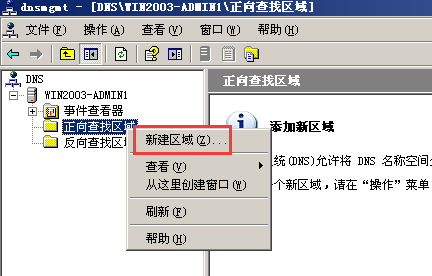 dnsmgmt - [DNS\WIN2003-ADMIN1\正向查找区域]
文件(F) 操作(A) 查看(V) 窗口(W) 帮助(H)
DNS
WIN2003-ADMIN1
事件查看器
正向查找区域
反向查找区
正向查找区域
添加新区域
统(DNS)允许将 DNS 名称空间分
个新区域，请在“操作”菜单
新建区域(Z)...
查看(V)
从这里创建窗口(W)
刷新(F)
帮助(H)